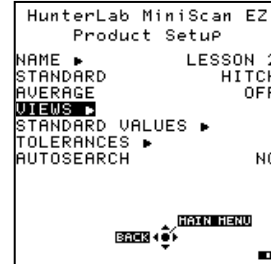 HunterLab MiniScan EZ
Product Setup
NAME ▶ LESSON
STANDARD HITCH
AVERAGE OFF
VIEWS ▶
STANDARD VALUES ▶
TOLERANCES ▶
AUTOSEARCH NO
MAIN MENU
BACK